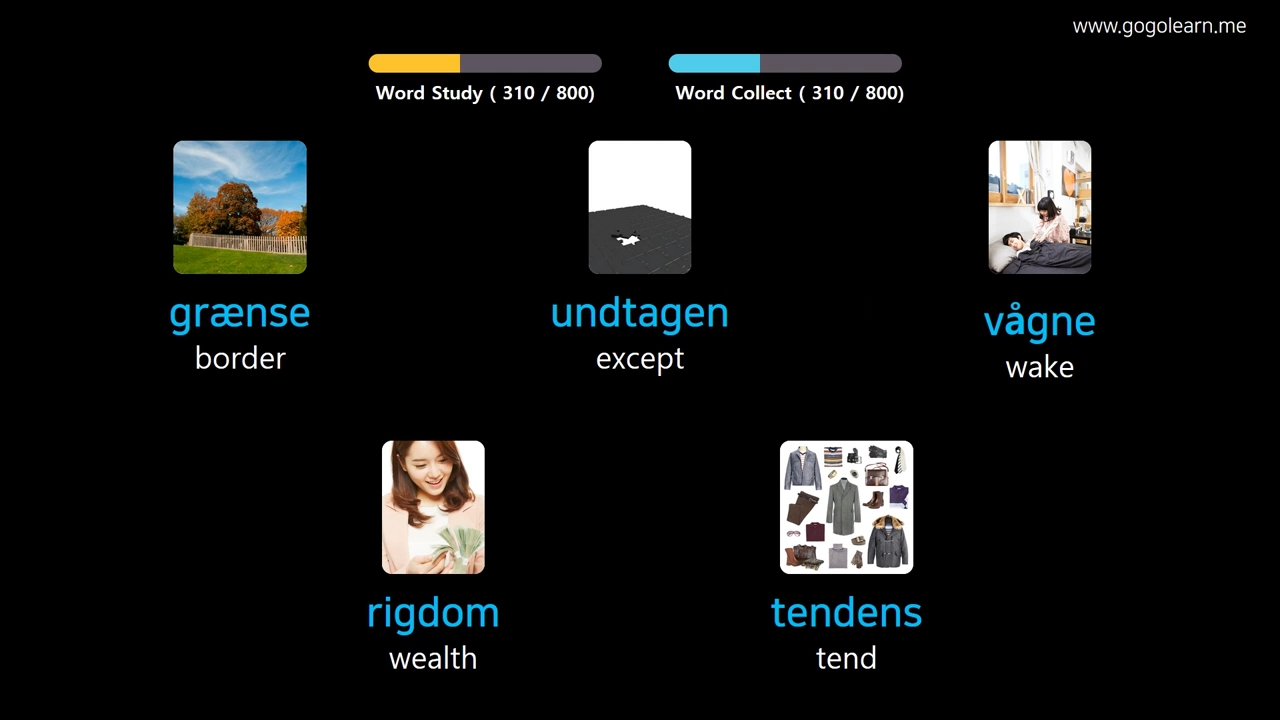 www.gogolearn.me
Word Study ( 310 / 800)
Word Collect ( 310 / 800)
grænse
border
undtagen
except
vågne
wake
rigdom
wealth
tendens
tend